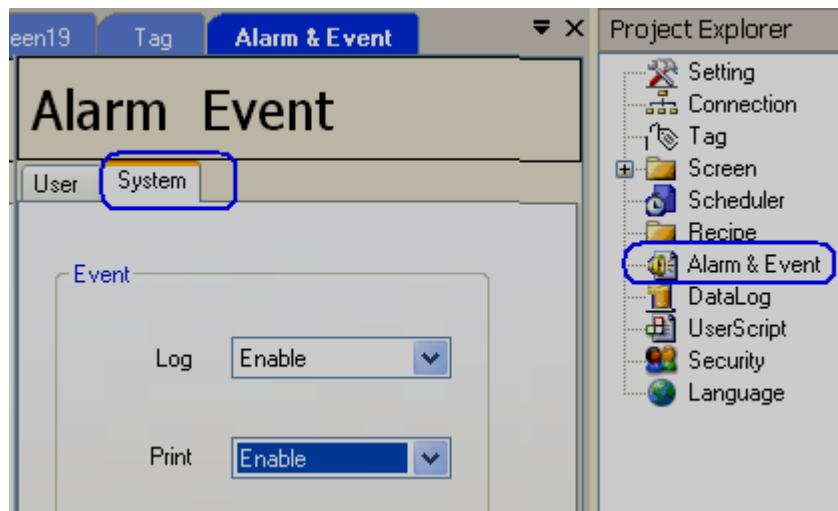 een19
Tag
Alarm & Event
Project Explorer
Alarm Event
User
System
Event
Log
Enable
Print
Enable
Setting
Connection
Tag
Screen
Scheduler
Recipe
Alarm & Event
DataLog
UserScript
Security
Language